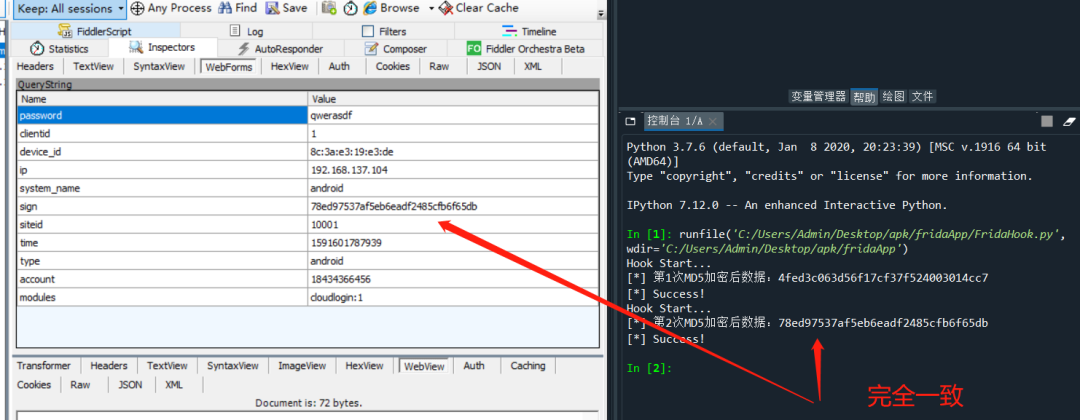 Keep: All sessions Any Process Find Save Browse Clear Cache
FiddlerScript Log Filters Timeline
Statistics Inspectors AutoResponder Composer FO Fiddler Orchestra Beta
Headers TextView SyntaxView WebForms HexView Auth Cookies Raw JSON XML
QueryString
Name Value
password qwerasdf
clientid 1
device_id 8c:3a:e3:19:e3:de
ip 192.168.137.104
system_name android
sign 78ed97537af5eb6eadf2485cfb6f65db
siteid 10001
time 1591601787939
type android
account 18434366456
modules cloudlogin:1
Transformer Headers TextView SyntaxView ImageView HexView WebView Auth Caching
Cookies Raw JSON XML
Document is: 72 bytes.
变量管理器 帮助 绘图 文件
控制台 1/A
Python 3.7.6 (default, Jan  8 2020, 20:23:39) [MSC v.1916 64 bit
(AMD64)]
Type "copyright", "credits" or "license" for more information.
IPython 7.12.0 -- An enhanced Interactive Python.
In [1]: runfile('C:/Users/Admin/Desktop/apk/fridaApp/FridaHook.py',
wdir='C:/Users/Admin/Desktop/apk/fridaApp')
Hook Start...
[*] 第1次MD5加密后数据：4fed3c063d56f17cf37f524003014cc7
[*] Success!
Hook Start...
[*] 第2次MD5加密后数据：78ed97537af5eb6eadf2485cfb6f65db
[*] Success!
In [2]:
完全一致